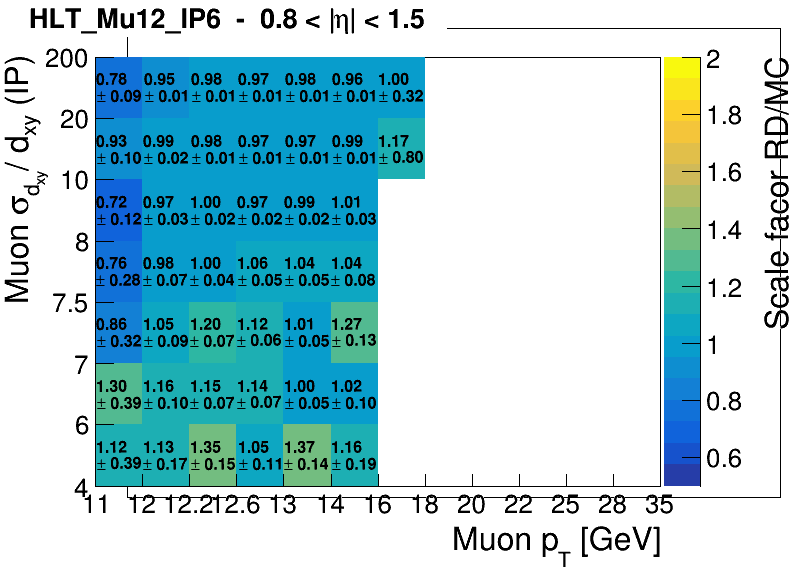 HLT_Mu12_IP6 - 0.8 < |η| < 1.5
Muon σ_{d_{xy}} / d_{xy} (IP)
200
0.78 0.95 0.98 0.97 0.98 0.96 1.00
± 0.09 ± 0.01 ± 0.01 ± 0.01 ± 0.01 ± 0.01 ± 0.32
20
0.93 0.99 0.98 0.97 0.97 0.99 1.17
± 0.10 ± 0.02 ± 0.01 ± 0.01 ± 0.01 ± 0.01 ± 0.80
10
0.72 0.97 1.00 0.97 0.99 1.01
± 0.12 ± 0.03 ± 0.02 ± 0.02 ± 0.02 ± 0.03
8
0.76 0.98 1.00 1.06 1.04 1.04
± 0.28 ± 0.07 ± 0.04 ± 0.05 ± 0.05 ± 0.08
7.5
0.86 1.05 1.20 1.12 1.01 1.27
± 0.32 ± 0.09 ± 0.07 ± 0.06 ± 0.05 ± 0.13
7
1.30 1.16 1.15 1.14 1.00 1.02
± 0.39 ± 0.10 ± 0.07 ± 0.07 ± 0.05 ± 0.10
6
1.12 1.13 1.35 1.05 1.37 1.16
± 0.39 ± 0.17 ± 0.15 ± 0.11 ± 0.14 ± 0.19
4
11 12 12.2 12.6 13 14 16 18 20 22 25 28 35
Muon p_T [GeV]
2
1.8
1.6
1.4
1.2
1
0.8
0.6
Scale facor RD/MC